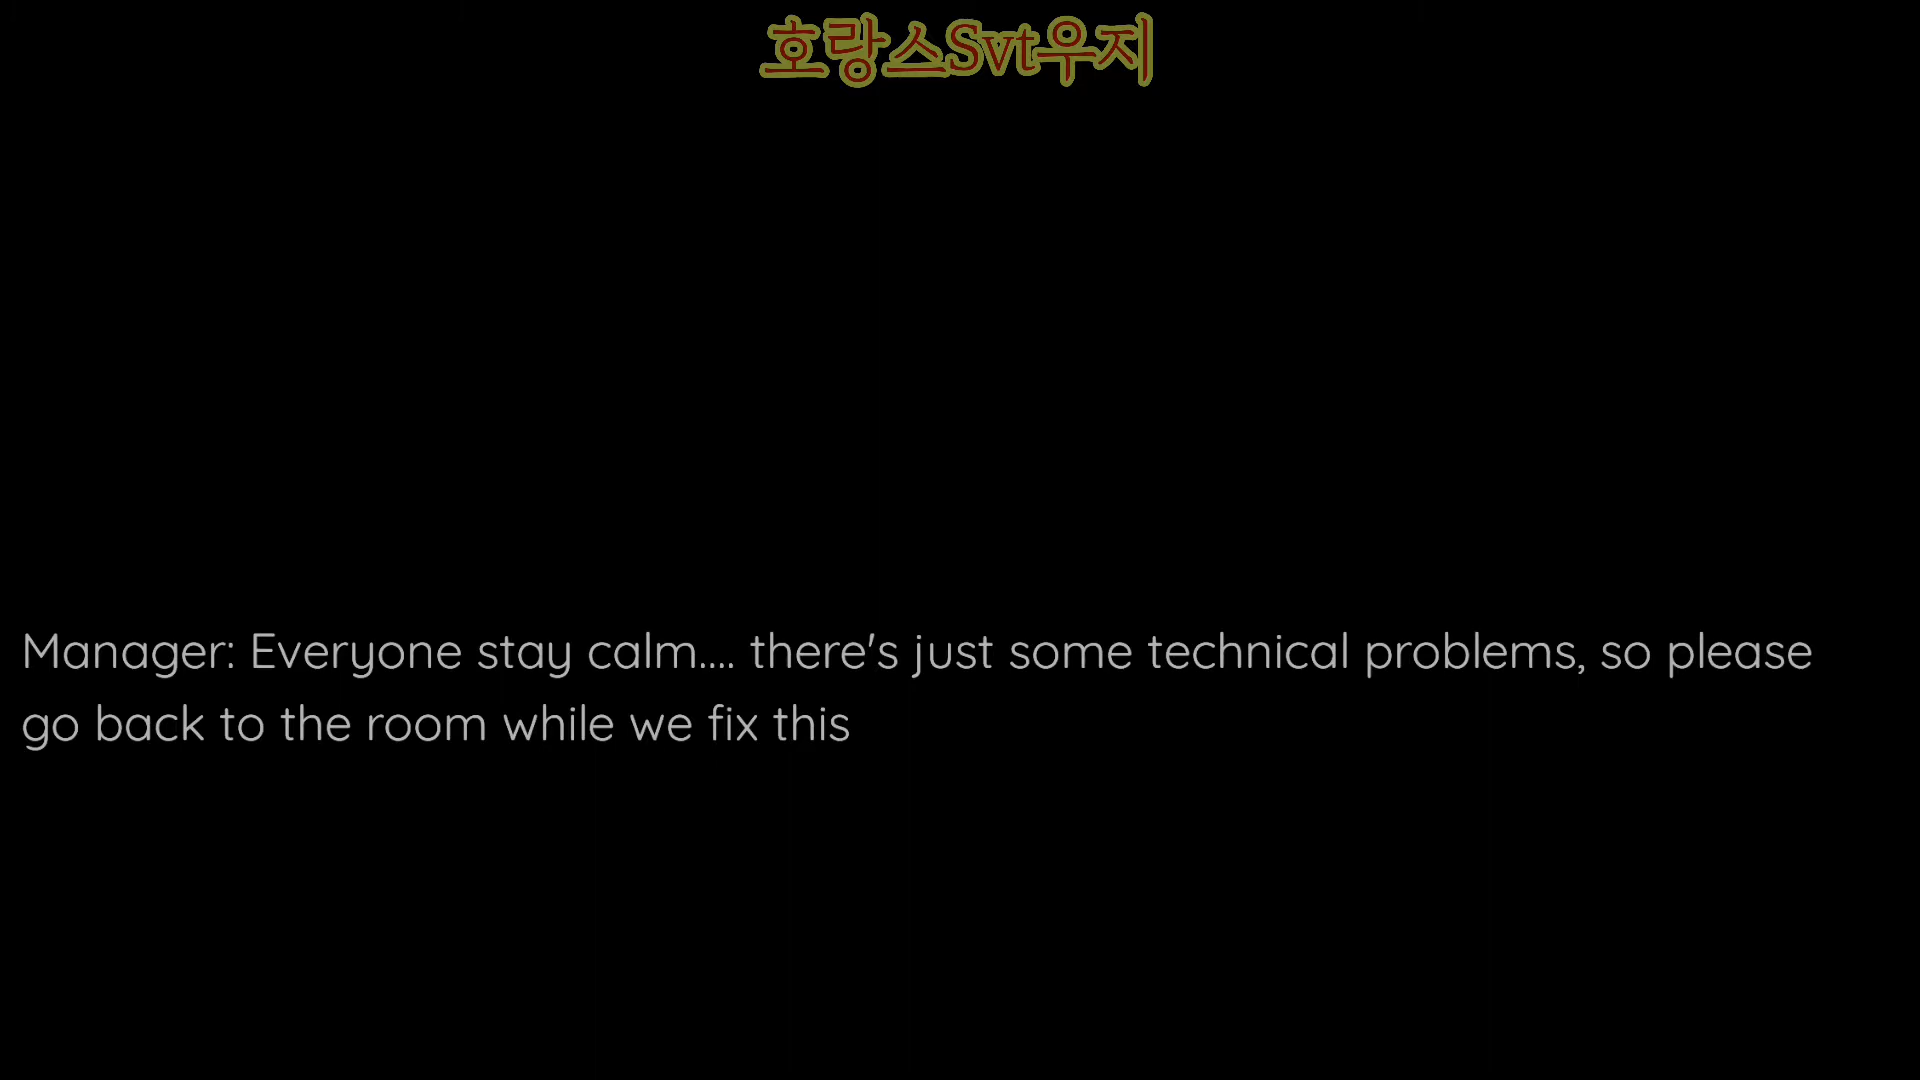 호랑스Svt우지
Manager: Everyone stay calm.... there's just some technical problems, so please
go back to the room while we fix this